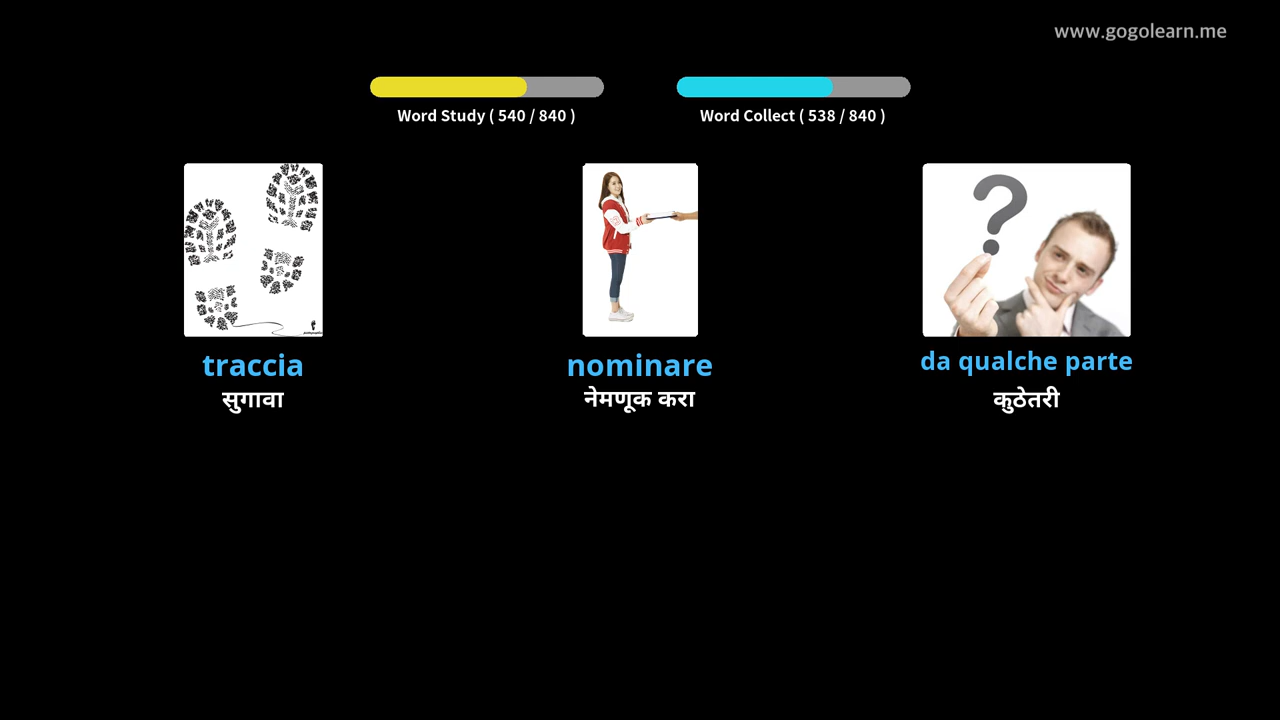 www.gogolearn.me
Word Study ( 540 / 840 )
Word Collect ( 538 / 840 )
traccia
सुगावा
nominare
नेमणूक करा
da qualche parte
कुठेतरी